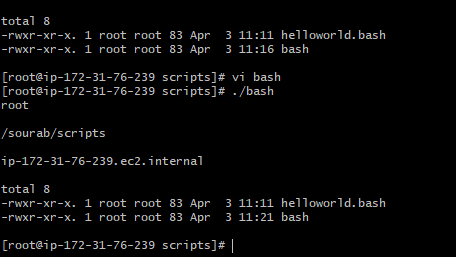 total 8
-rwxr-xr-x. 1 root root 83 Apr  3 11:11 helloworld.bash
-rwxr-xr-x. 1 root root 83 Apr  3 11:16 bash
[root@ip-172-31-76-239 scripts]# vi bash
[root@ip-172-31-76-239 scripts]# ./bash
root
/sourab/scripts
ip-172-31-76-239.ec2.internal
total 8
-rwxr-xr-x. 1 root root 83 Apr  3 11:11 helloworld.bash
-rwxr-xr-x. 1 root root 83 Apr  3 11:21 bash
[root@ip-172-31-76-239 scripts]#